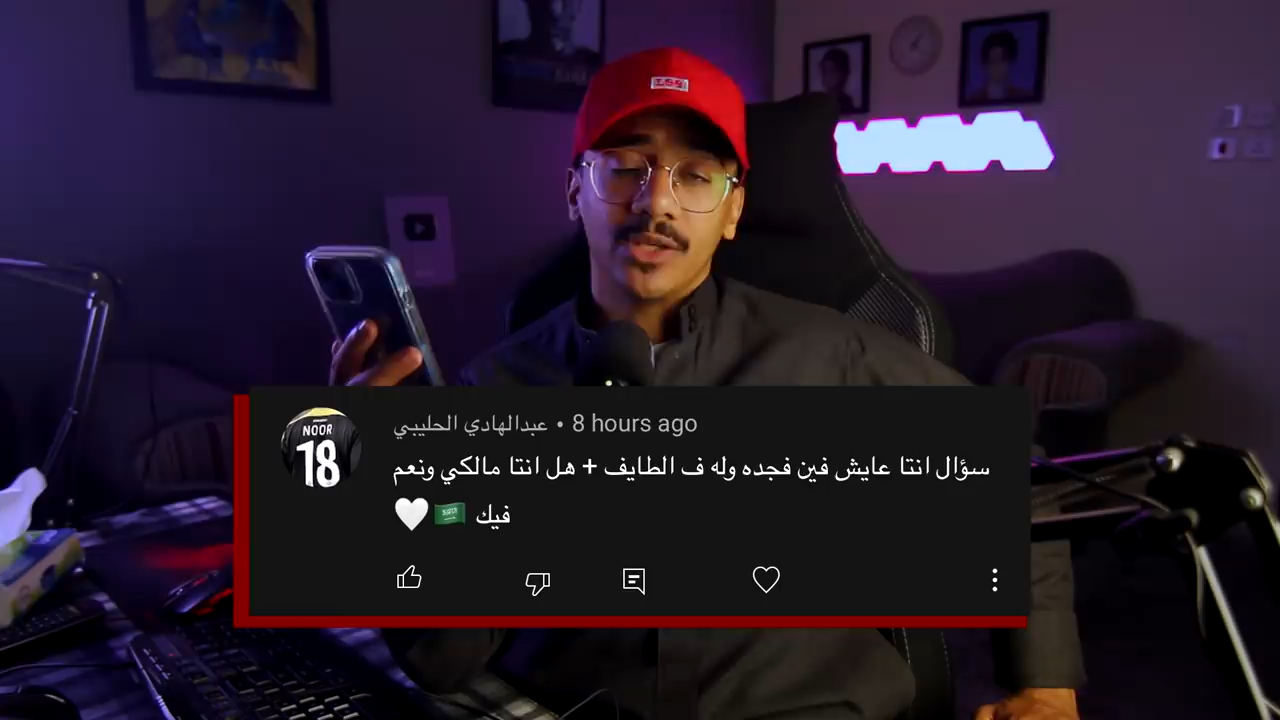 NOOR
18
عبدالهادي الحليبي • 8 hours ago
سؤال انتا عايش فين فجده وله ف الطايف + هل انتا مالكي ونعم
فيك 🇸🇦🤍